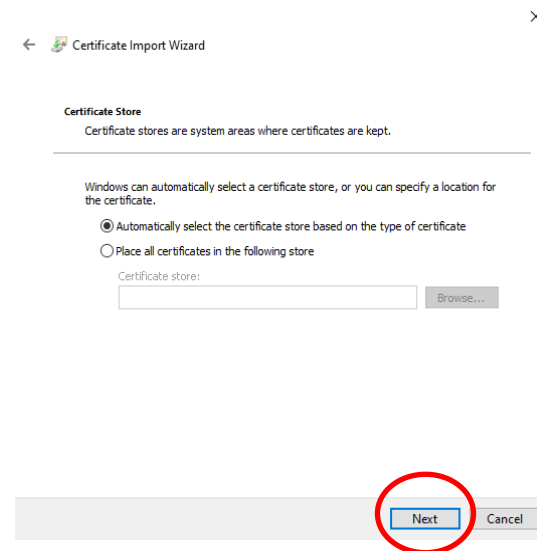 Certificate Import Wizard
Certificate Store
Certificate stores are system areas where certificates are kept.
Windows can automatically select a certificate store, or you can specify a location for
the certificate.
Automatically select the certificate store based on the type of certificate
Place all certificates in the following store
Certificate store:
Browse...
Next Cancel